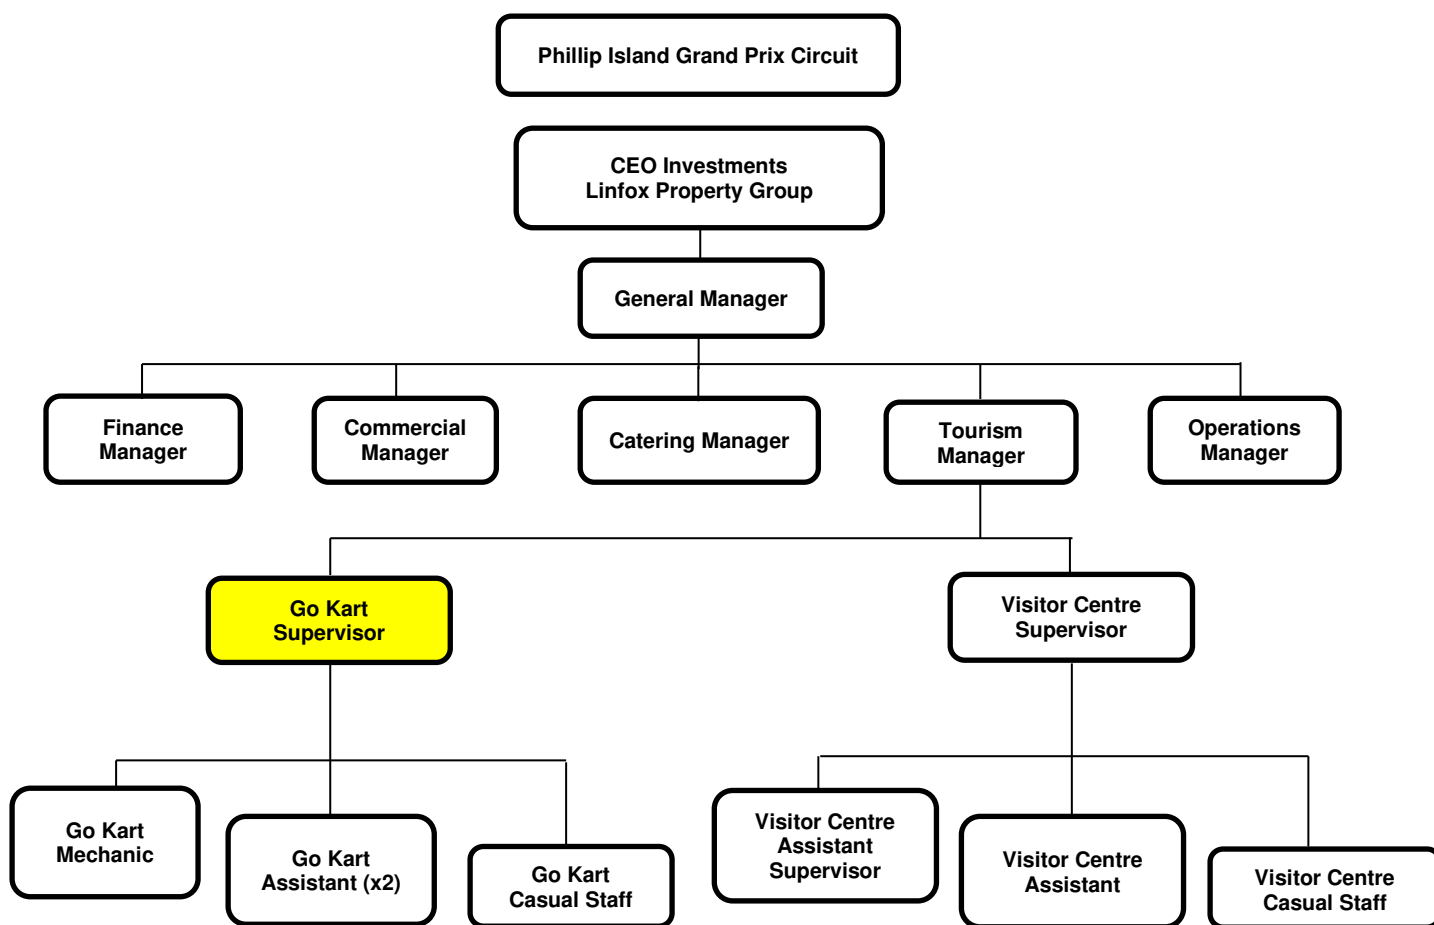 Phillip Island Grand Prix Circuit
CEO Investments
Linfox Property Group
General Manager
Finance
Manager
Commercial
Manager
Catering Manager
Tourism
Manager
Operations
Manager
Go Kart
Supervisor
Visitor Centre
Supervisor
Go Kart
Mechanic
Go Kart
Assistant (x2)
Go Kart
Casual Staff
Visitor Centre
Assistant
Supervisor
Visitor Centre
Assistant
Visitor Centre
Casual Staff